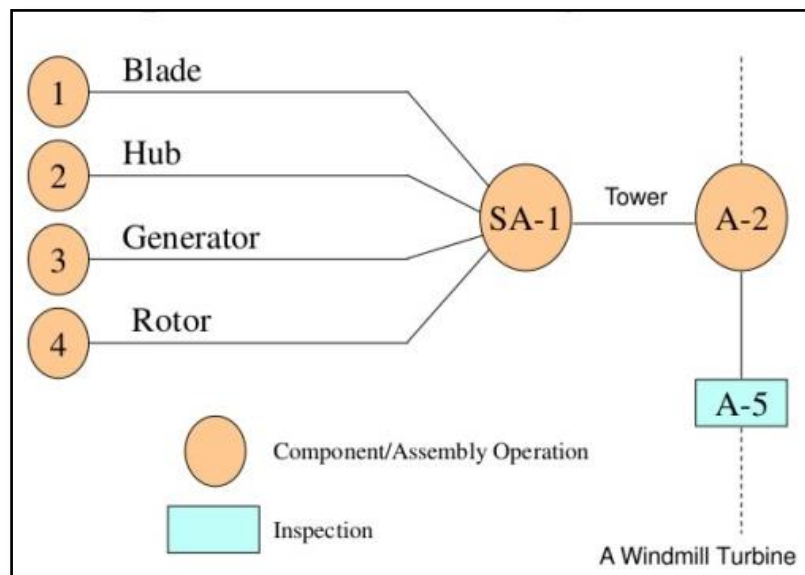 1
Blade
2
Hub
3
Generator
4
Rotor
SA-1
Tower
A-2
A-5
Component/Assembly Operation
Inspection
A Windmill Turbine